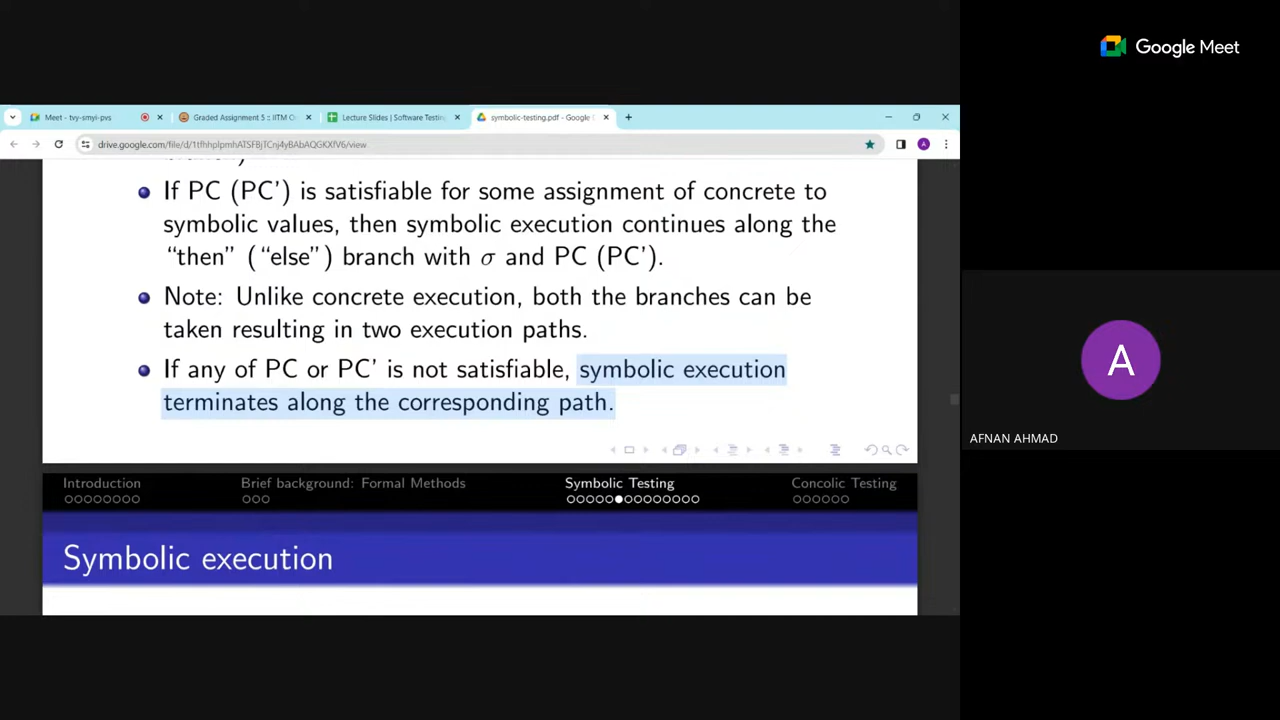 Google Meet
Meet - tvy-smyi-pvs
Graded Assignment 5 :: IITM O
Lecture Slides | Software Testing
symbolic-testing.pdf - Google
drive.google.com/file/d/1tfhhplpmhATSFBjTCnj4yBAbAQGKXfV6/view
If PC (PC’) is satisfiable for some assignment of concrete to
symbolic values, then symbolic execution continues along the
“then” (“else”) branch with σ and PC (PC’).
Note: Unlike concrete execution, both the branches can be
taken resulting in two execution paths.
If any of PC or PC’ is not satisfiable, symbolic execution
terminates along the corresponding path.
Introduction
Brief background: Formal Methods
Symbolic Testing
Concolic Testing
Symbolic execution
A
AFNAN AHMAD